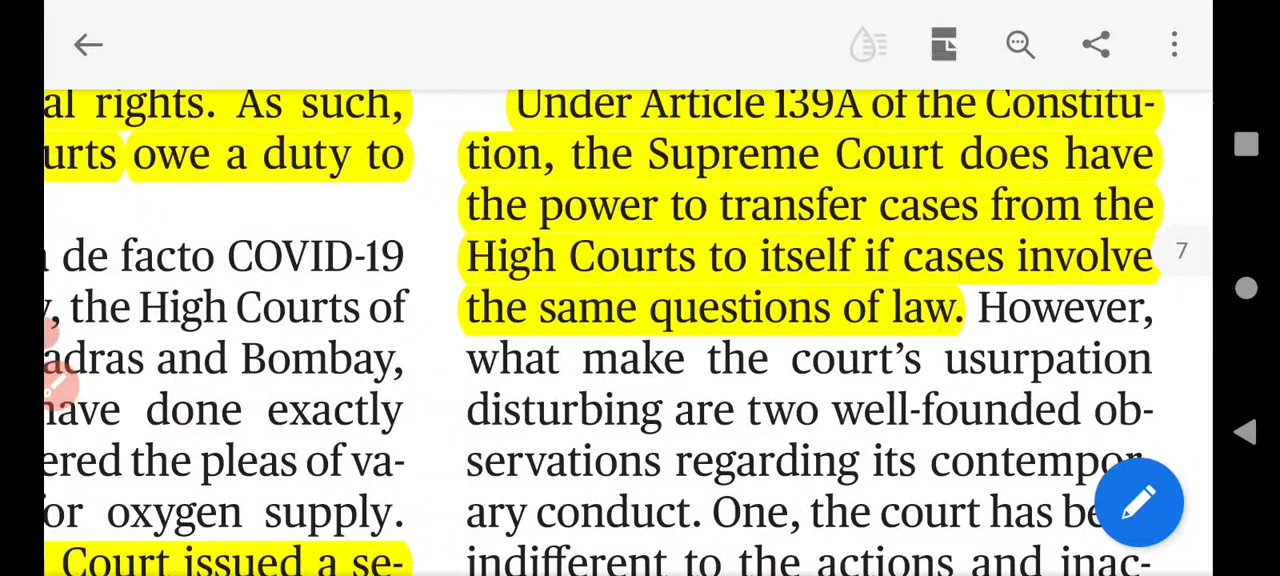 al rights. As such,
urts owe a duty to
de facto COVID-19
, the High Courts of
adras and Bombay,
have done exactly
ered the pleas of va-
or oxygen supply.
Court issued a se-
Under Article 139A of the Constitu-
tion, the Supreme Court does have
the power to transfer cases from the
High Courts to itself if cases involve
the same questions of law. However,
what make the court's usurpation
disturbing are two well-founded ob-
servations regarding its contempor-
ary conduct. One, the court has be
indifferent to the actions and inac-
7